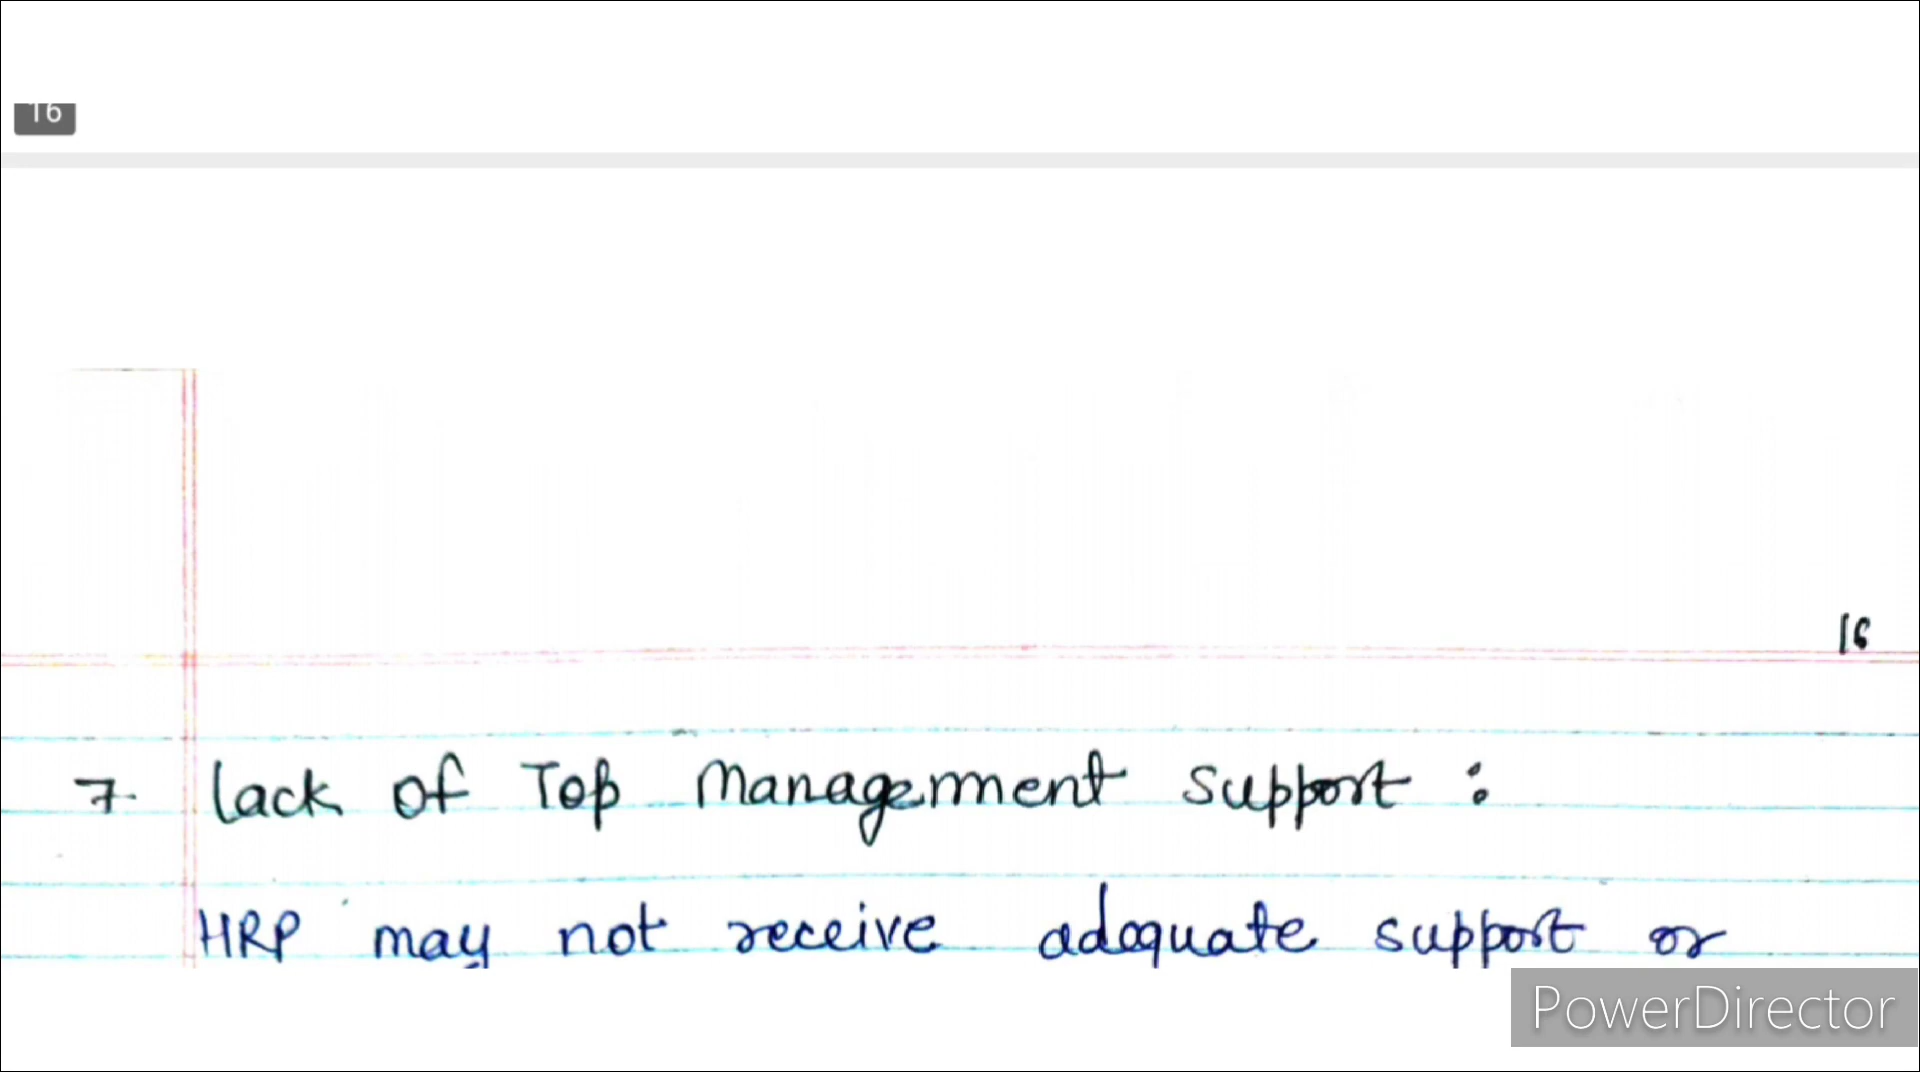 16
16
7. Lack of Top Management Support :
HRP may not receive adequate support or
PowerDirector